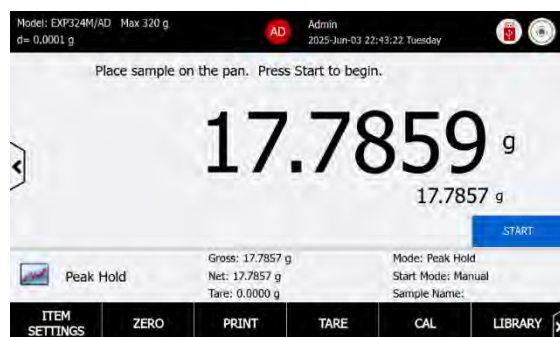 Model: EXP324M/AD Max 320 g
d= 0.0001 g
AD
Admin
2025-Jun-03 22:43:22 Tuesday
Place sample on the pan. Press Start to begin.
17.7859 g
17.7857 g
START
Peak Hold
Gross: 17.7857 g
Net: 17.7857 g
Tare: 0.0000 g
Mode: Peak Hold
Start Mode: Manual
Sample Name:
ITEM SETTINGS
ZERO
PRINT
TARE
CAL
LIBRARY